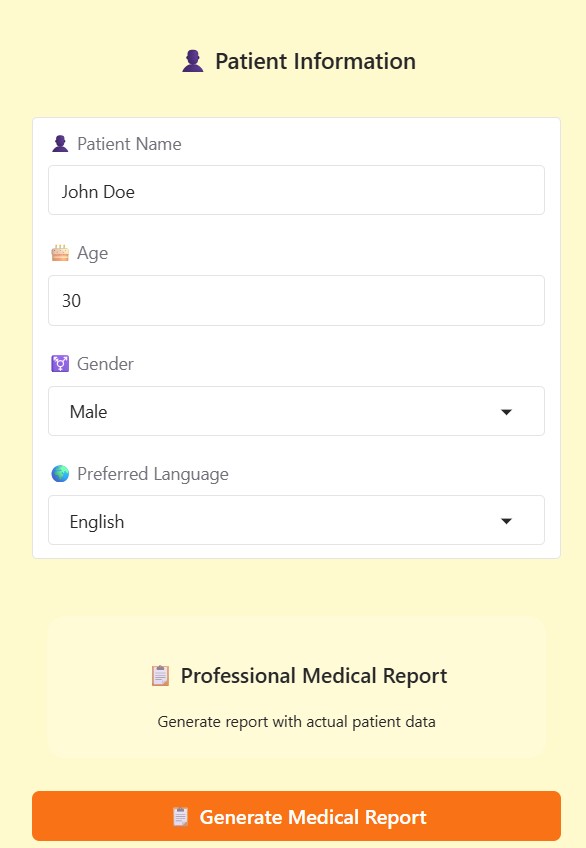 Patient Information
Patient Name
John Doe
Age
30
Gender
Male
Preferred Language
English
Professional Medical Report
Generate report with actual patient data
Generate Medical Report